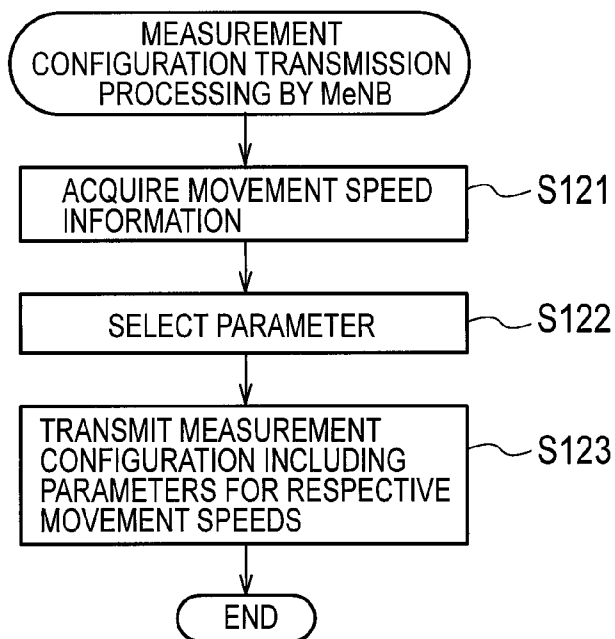 MEASUREMENT
CONFIGURATION TRANSMISSION
PROCESSING BY MeNB
ACQUIRE MOVEMENT SPEED
INFORMATION
S121
SELECT PARAMETER
S122
TRANSMIT MEASUREMENT
CONFIGURATION INCLUDING
PARAMETERS FOR RESPECTIVE
MOVEMENT SPEEDS
S123
END